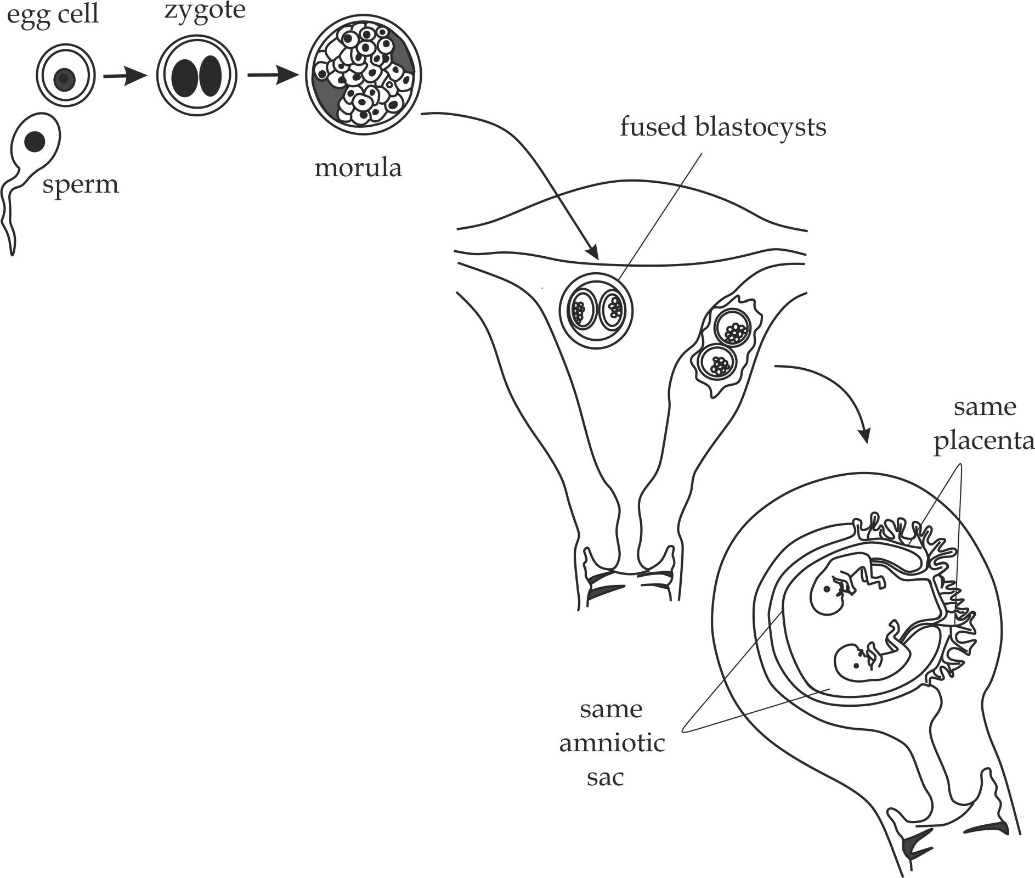 egg cell
zygote
sperm
morula
fused blastocysts
same
placenta
same
amniotic
sac